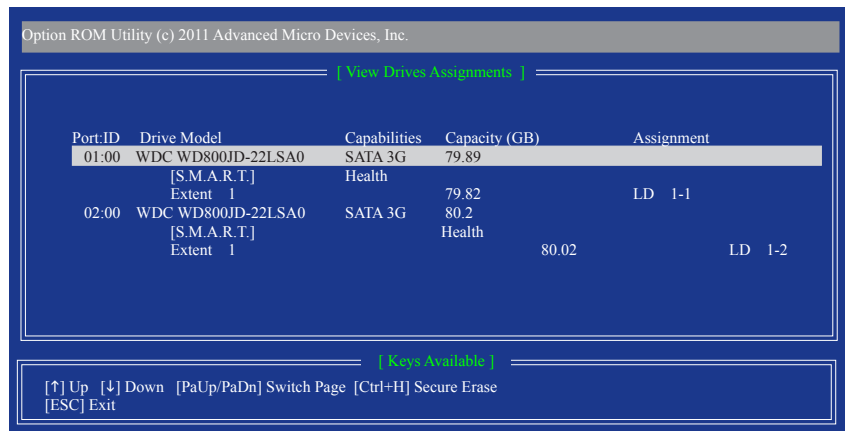 Option ROM Utility (c) 2011 Advanced Micro Devices, Inc.
[ View Drives Assignments ]
Port:ID Drive Model Capabilities Capacity (GB) Assignment
01:00 WDC WD800JD-22LSA0 SATA 3G 79.89
[S.M.A.R.T.] Health
Extent 1 79.82 LD 1-1
02:00 WDC WD800JD-22LSA0 SATA 3G 80.2
[S.M.A.R.T.] Health
Extent 1 80.02 LD 1-2
[ Keys Available ]
[↑] Up [↓] Down [PaUp/PaDn] Switch Page [Ctrl+H] Secure Erase
[ESC] Exit